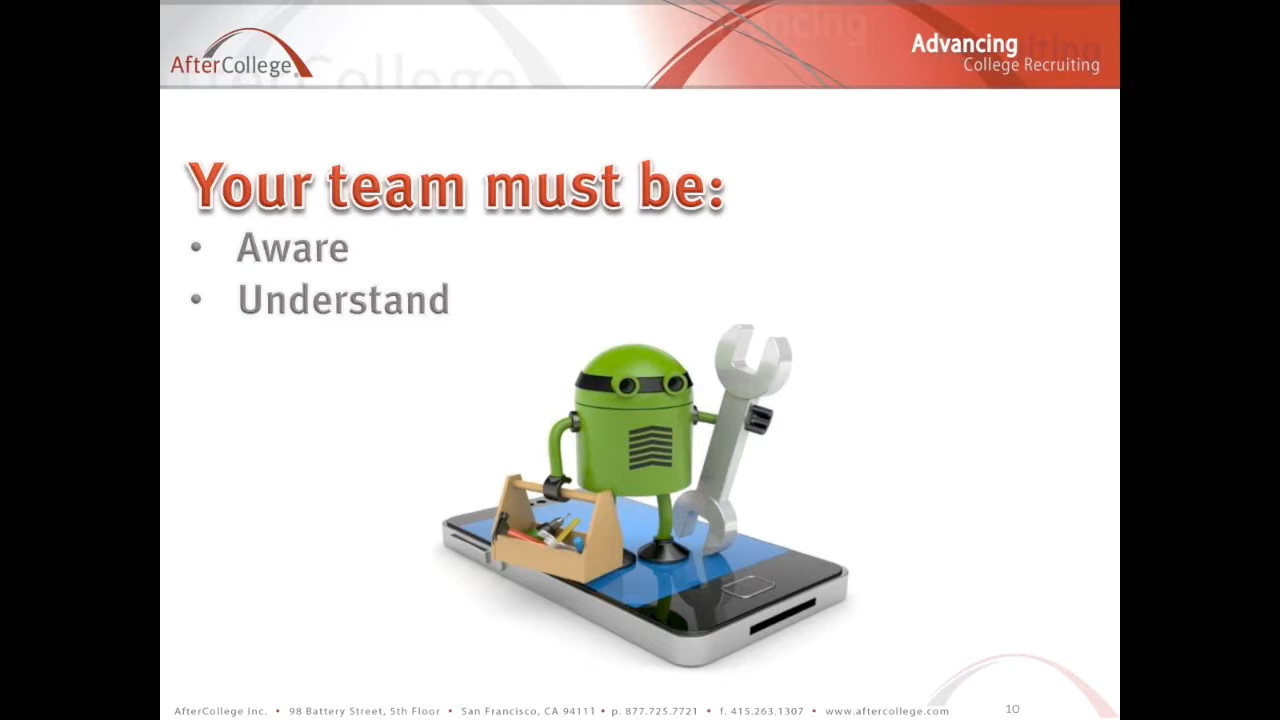 AfterCollege
Advancing
College Recruiting
Your team must be:
• Aware
• Understand
AfterCollege Inc. • 98 Battery Street, 5th Floor • San Francisco, CA 94111 • p. 877.725.7721 • f. 415.263.1307 • www.aftercollege.com 10